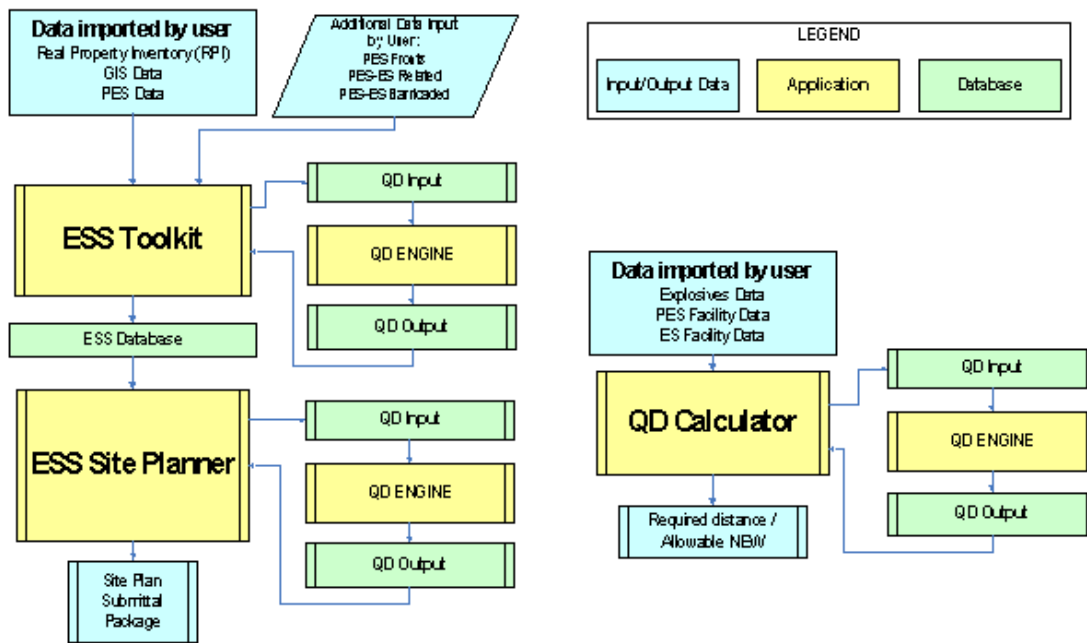 Data imported by user
Real Property Inventory (RPI)
GIS Data
PES Data
Additional Data Input
by User:
PES Fronts
PES-ES Related
PES-ES Barricaded
LEGEND
Input/Output Data
Application
Database
ESS Toolkit
QD Input
QD ENGINE
QD Output
ESS Database
ESS Site Planner
QD Input
QD ENGINE
QD Output
Site Plan
Submittal
Package
Data imported by user
Explosives Data
PES Facility Data
ES Facility Data
QD Calculator
QD Input
QD ENGINE
QD Output
Required distance /
Allowable NEW